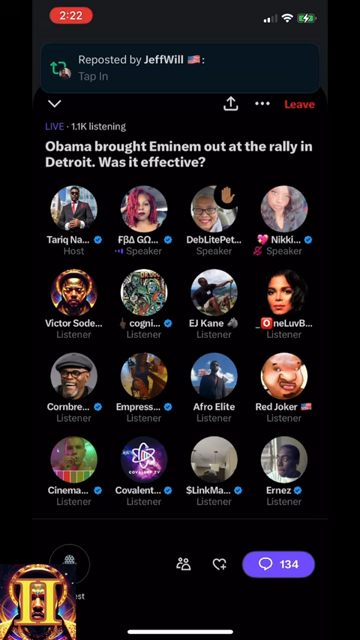 2:22
Reposted by JeffWill 🇺🇸:
Tap In
Leave
LIVE · 1.1K listening
Obama brought Eminem out at the rally in
Detroit. Was it effective?
Tariq Na... FβΔ GΩ... DebLitePet... 💖 Nikki...
Host Speaker Speaker Speaker
Victor Sode... cogni... EJ Kane _🅾neLuvB...
Listener Listener Listener Listener
Cornbre... Empress... Afro Elite Red Joker 🇺🇸
Listener Listener Listener Listener
Cinema... Covalent... $LinkMa... Ernez
Listener Listener Listener Listener
134